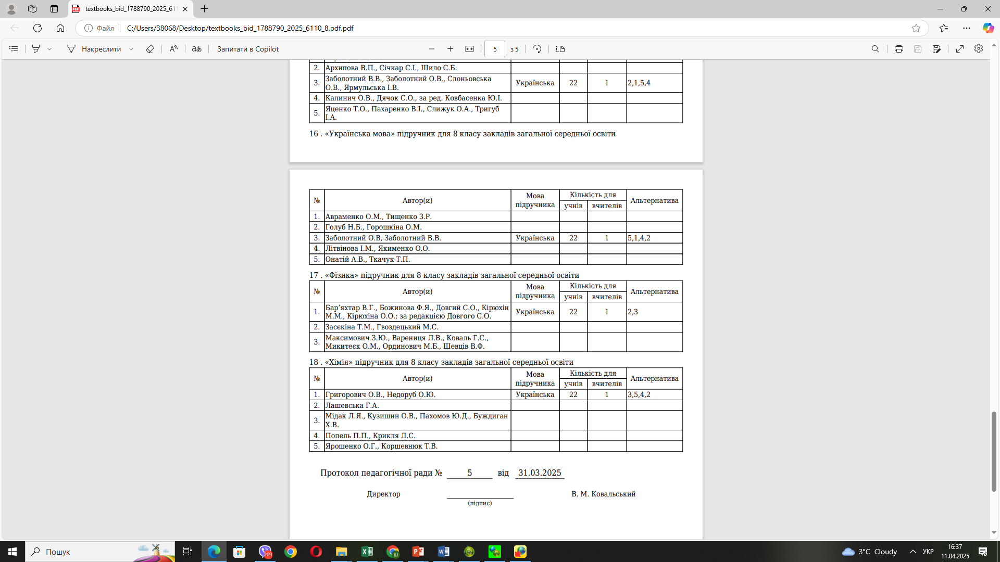 textbooks_bid_1788790_2025_611
Файл C:/Users/38068/Desktop/textbooks_bid_1788790_2025_6110_8.pdf.pdf
Накреслити Запитати в Copilot 5 з 5
2. Архипова В.П., Січкар С.І., Шило С.Б.
3. Заболотний В.В., Заболотний О.В., Слоньовська
О.В., Ярмульська І.В. Українська 22 1 2,1,5,4
4. Калинич О.В., Дячок С.О., за ред. Ковбасенка Ю.І.
5. Яценко Т.О., Пахаренко В.І., Слижук О.А., Тригуб
І.А.
16 . «Українська мова» підручник для 8 класу закладів загальної середньої освіти
№ Автор(и) Мова підручника Кількість для Альтернатива
учнів вчителів
1. Авраменко О.М., Тищенко З.Р.
2. Голуб Н.Б., Горошкіна О.М.
3. Заболотний О.В, Заболотний В.В. Українська 22 1 5,1,4,2
4. Літвінова І.М., Якименко О.О.
5. Онатій А.В., Ткачук Т.П.
17 . «Фізика» підручник для 8 класу закладів загальної середньої освіти
№ Автор(и) Мова підручника Кількість для Альтернатива
учнів вчителів
1. Бар’яхтар В.Г., Божинова Ф.Я., Довгий С.О., Кірюхін
М.М., Кірюхіна О.О.; за редакцією Довгого С.О. Українська 22 1 2,3
2. Засєкіна Т.М., Гвоздецький М.С.
3. Максимович З.Ю., Варениця Л.В., Коваль Г.С.,
Микитеєк О.М., Ординович М.Б., Шевців В.Ф.
18 . «Хімія» підручник для 8 класу закладів загальної середньої освіти
№ Автор(и) Мова підручника Кількість для Альтернатива
учнів вчителів
1. Григорович О.В., Недоруб О.Ю. Українська 22 1 3,5,4,2
2. Лашевська Г.А.
3. Мідак Л.Я., Кузишин О.В., Пахомов Ю.Д., Буждиган
Х.В.
4. Попель П.П., Крикля Л.С.
5. Ярошенко О.Г., Коршевнюк Т.В.
Протокол педагогічної ради № 5 від 31.03.2025
Директор В. М. Ковальський
(підпис)
Пошук 269 3°C Cloudy УКР 16:37
11.04.2025